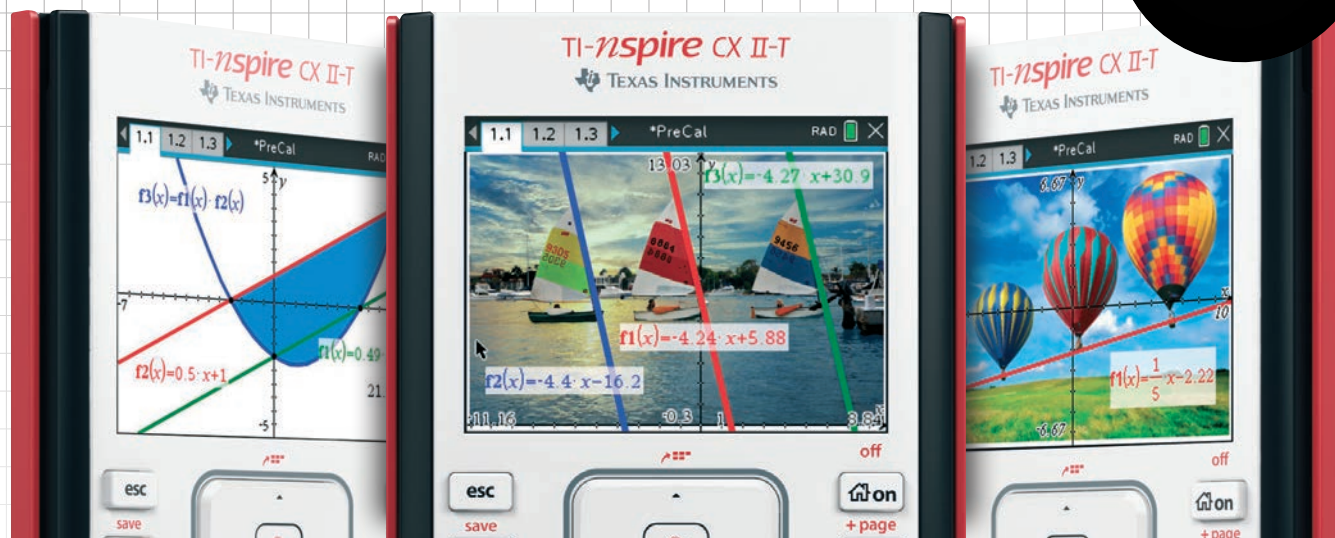 TI-nspire CX II-T
TEXAS INSTRUMENTS
1.1 1.2 1.3 *PreCal RAD
f3(x)=f1(x)·f2(x)
5 y
-7
f1(x)=0.49
f2(x)=0.5·x+1
21.
-5
esc
save
TI-nspire CX II-T
TEXAS INSTRUMENTS
1.1 1.2 1.3 *PreCal RAD
13.03 y
f3(x)=-4.27·x+30.9
9305
6884
9456
f1(x)=-4.24·x+5.88
f2(x)=-4.4·x-16.2
-11.16 -0.3 1 8.84 x
off
esc
on
save
+ page
TI-nspire CX II-T
TEXAS INSTRUMENTS
1.2 1.3 *PreCal RAD
6.67 y
x
10
f1(x)=1/5·x-2.22
-6.67
off
on
+ page